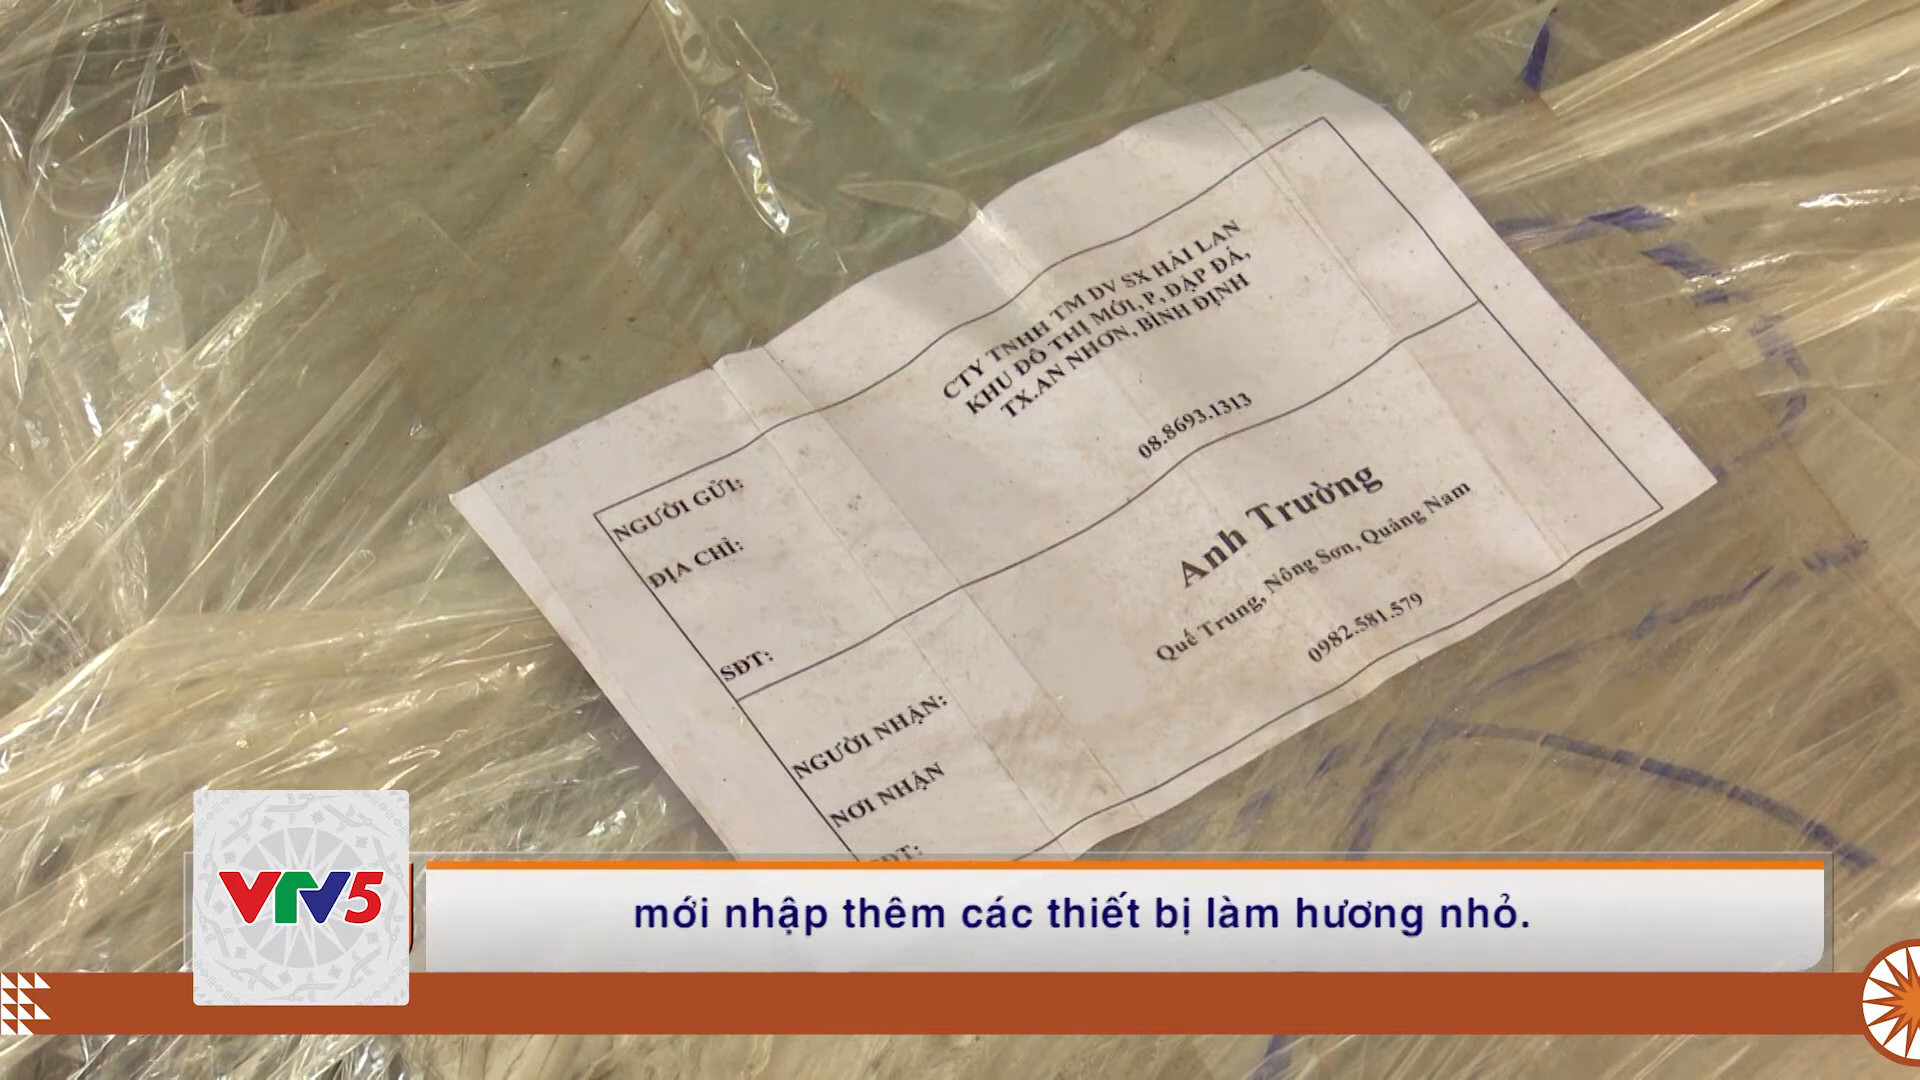 NGƯỜI GỬI:
CTY TNHH TM DV SX HẢI LAN
ĐỊA CHỈ:
KHU ĐÔ THỊ MỚI, P, ĐẬP ĐÁ,
TX.AN NHƠN, BÌNH ĐỊNH
SĐT:
08.8693.1313
NGƯỜI NHẬN:
Anh Trường
NƠI NHẬN
Quế Trung, Nông Sơn, Quảng Nam
SĐT:
0982.581.579
VTV5
mới nhập thêm các thiết bị làm hương nhỏ.